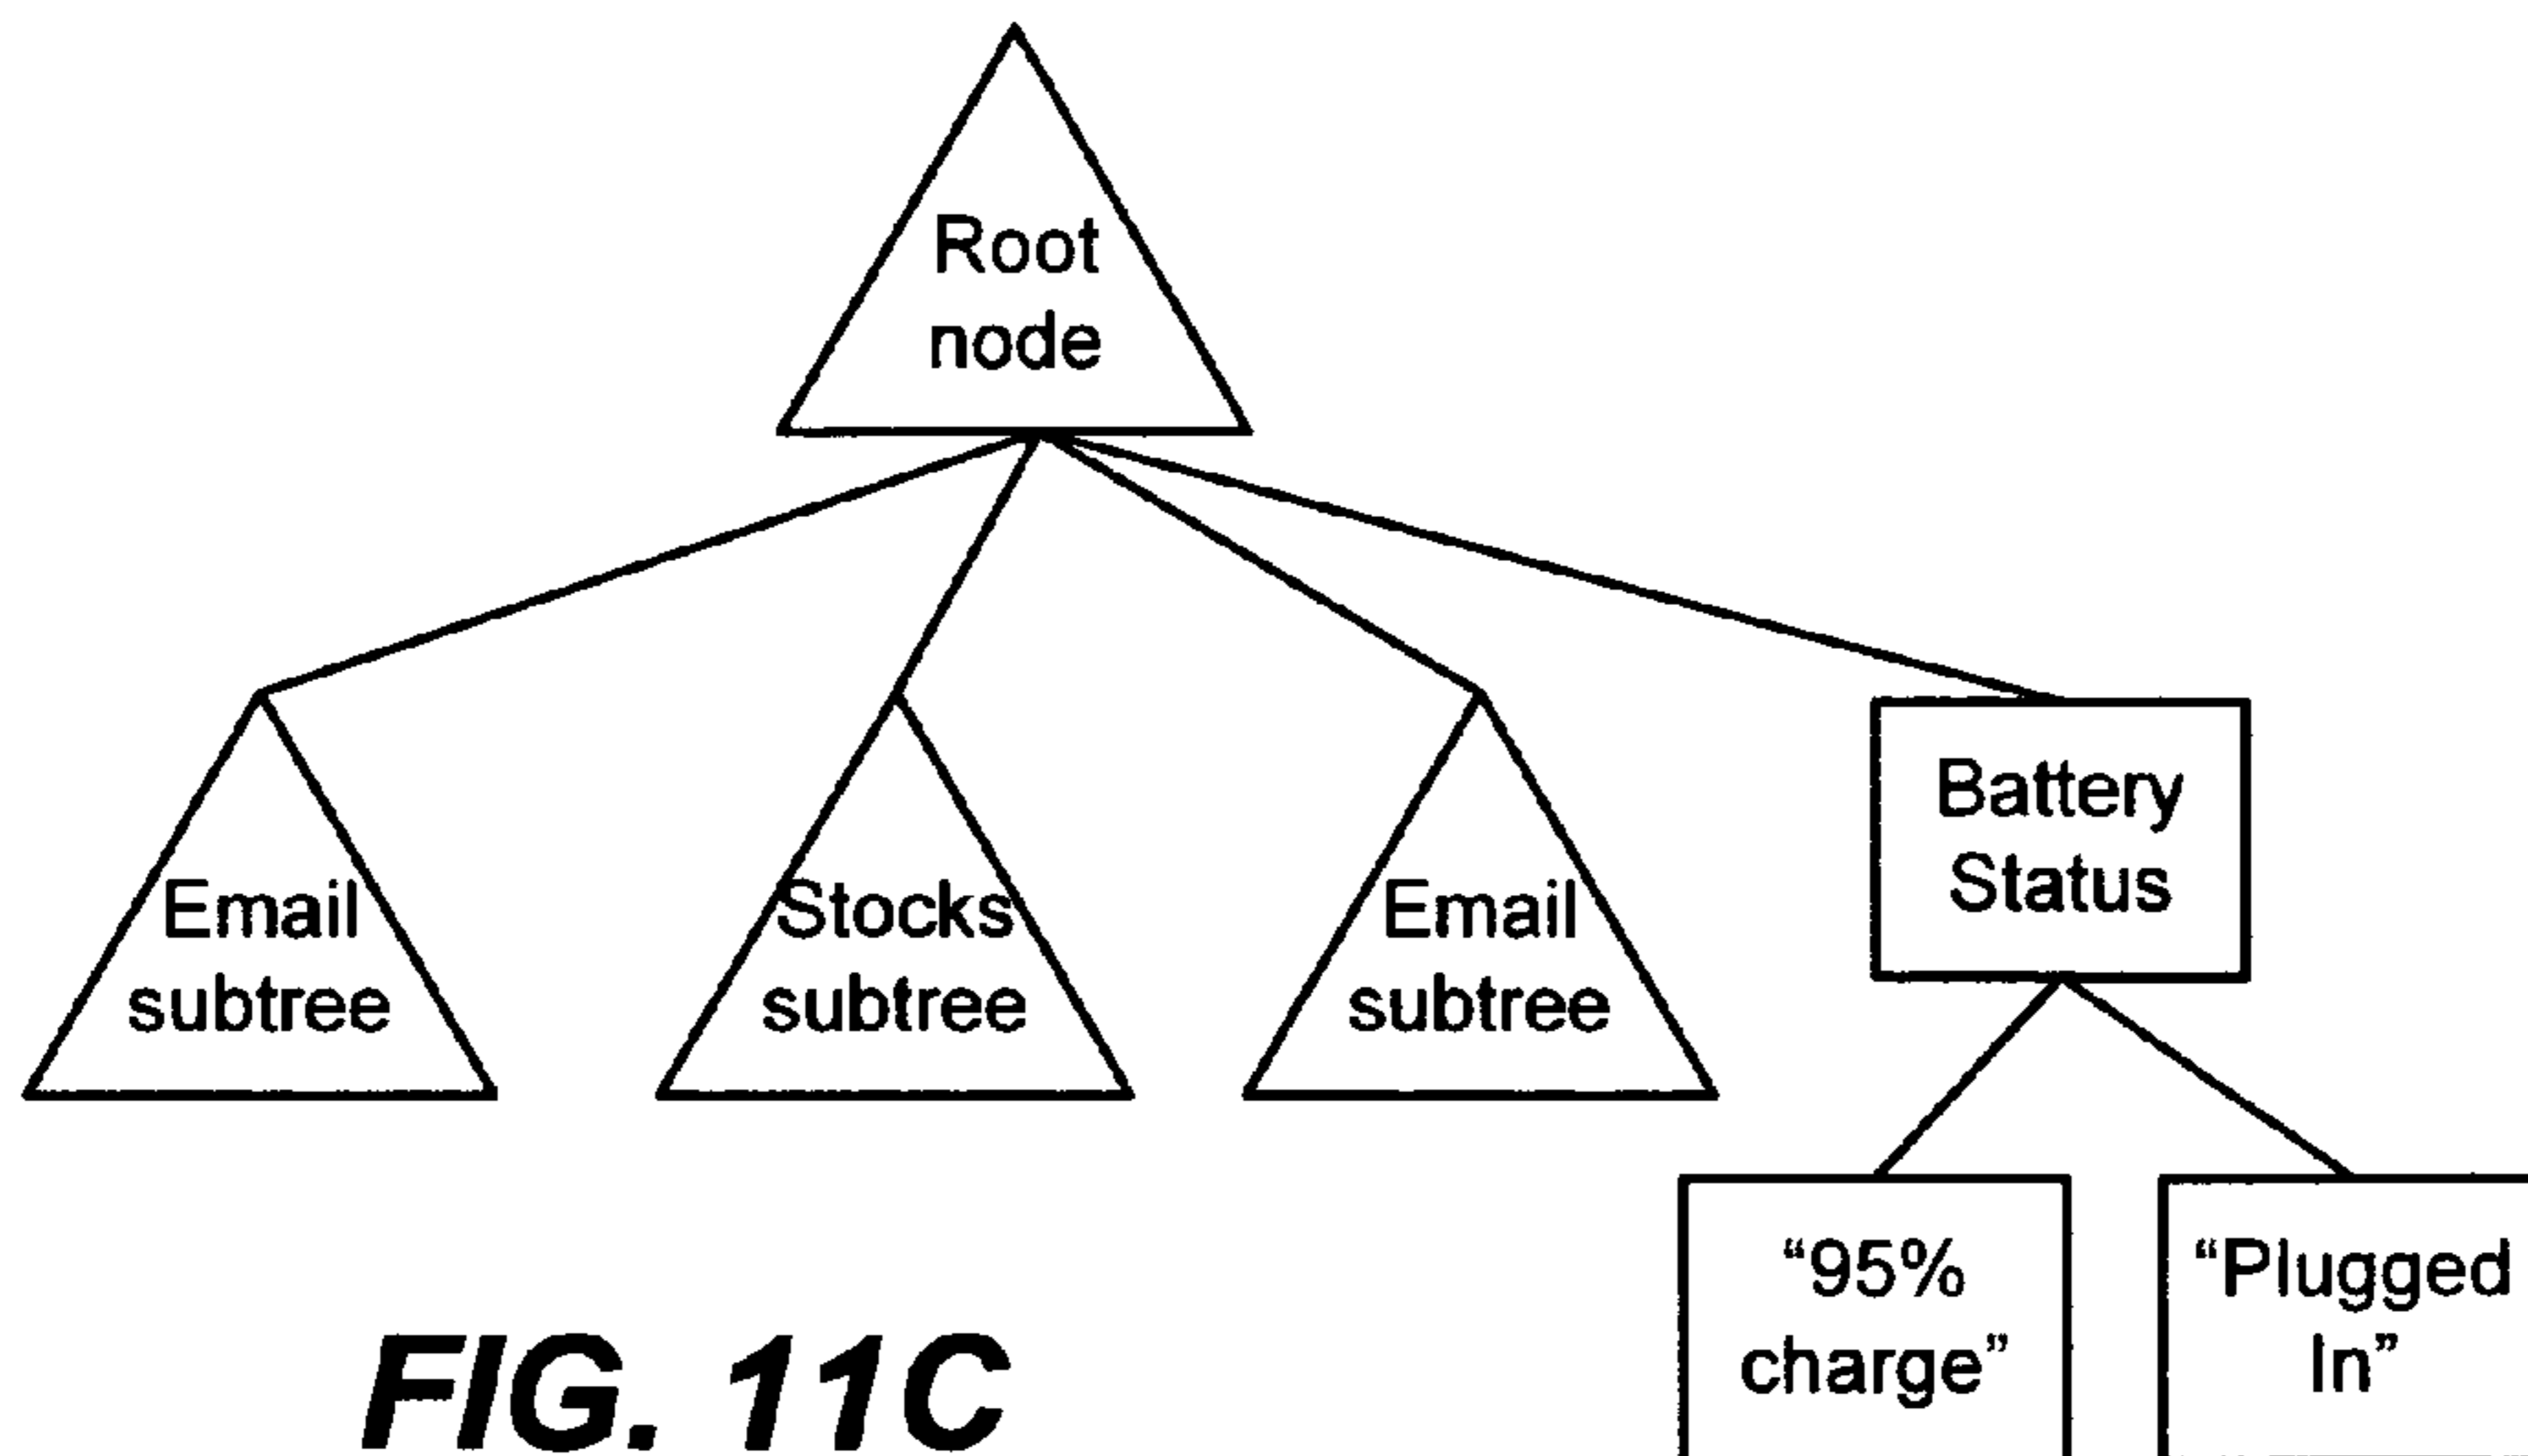 Root
node
Email
subtree
Stocks
subtree
Email
subtree
Battery
Status
“95%
charge”
“Plugged
In”
FIG. 11C